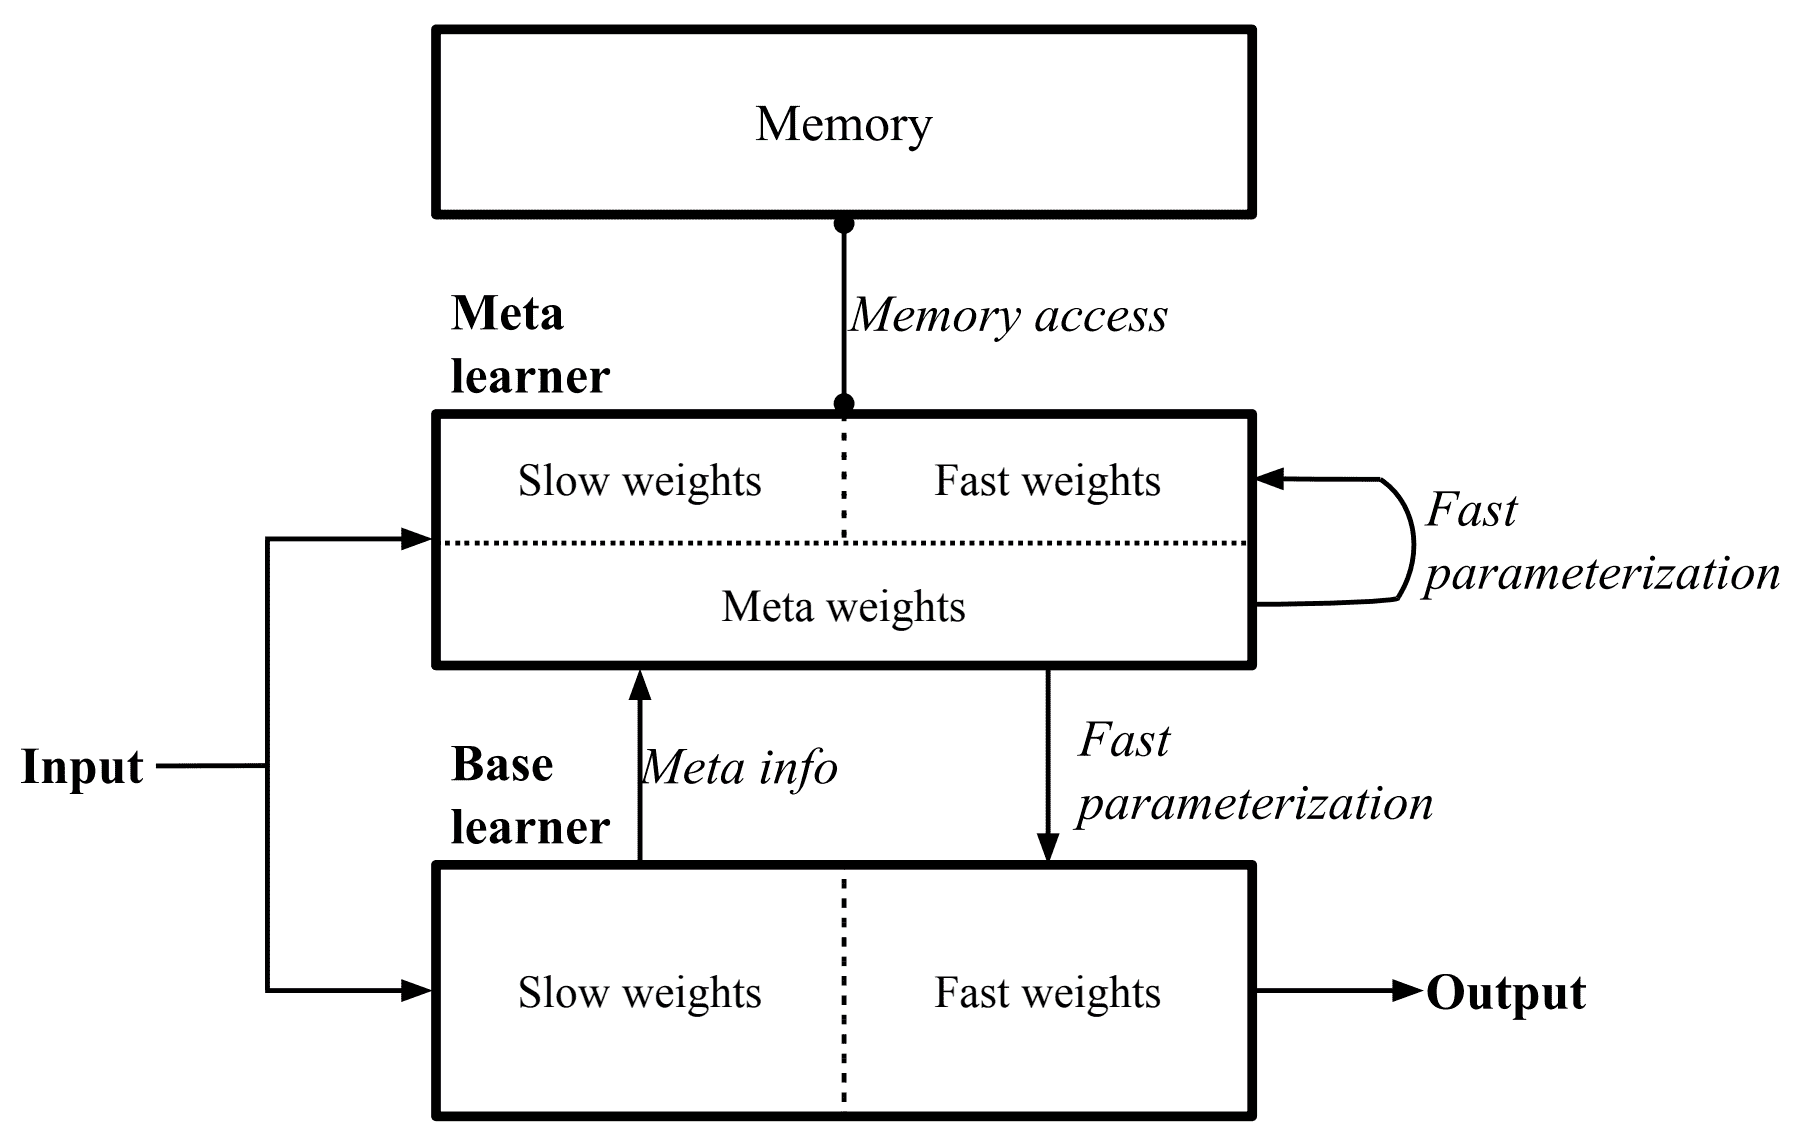 Memory
Meta
learner
Memory access
Slow weights
Fast weights
Fast
parameterization
Meta weights
Input
Base
learner
Meta info
Fast
parameterization
Slow weights
Fast weights
Output